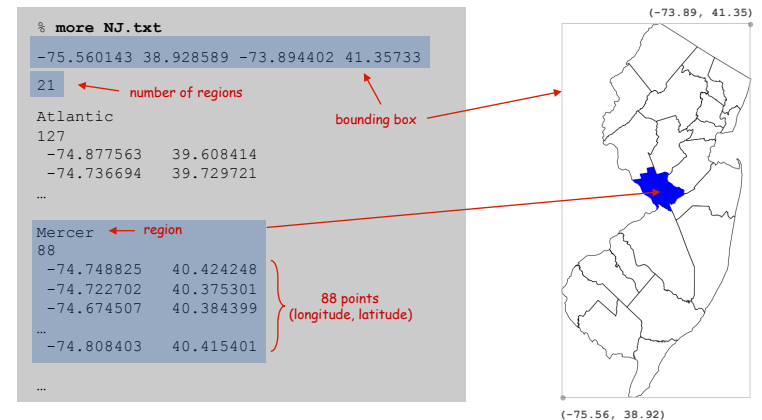 % more NJ.txt
-75.560143 38.928589 -73.894402 41.35733
21
number of regions
bounding box
Atlantic
127
-74.877563 39.608414
-74.736694 39.729721
…
Mercer
region
88
-74.748825 40.424248
-74.722702 40.375301
-74.674507 40.384399
…
-74.808403 40.415401
88 points
(longitude, latitude)
…
(-73.89, 41.35)
(-75.56, 38.92)